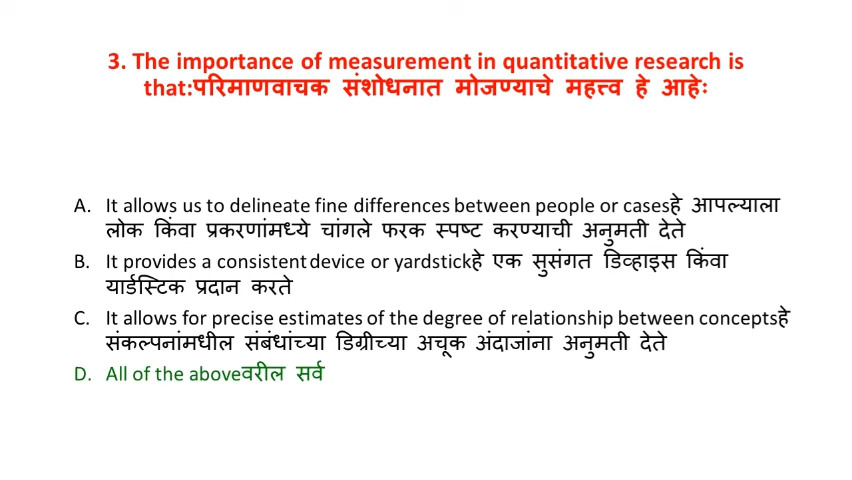 3. The importance of measurement in quantitative research is
that:परिमाणवाचक संशोधनात मोजण्याचे महत्त्व हे आहेः
A. It allows us to delineate fine differences between people or casesहे आपल्याला
लोक किंवा प्रकरणांमध्ये चांगले फरक स्पष्ट करण्याची अनुमती देते
B. It provides a consistent device or yardstickहे एक सुसंगत डिव्हाइस किंवा
यार्डस्टिक प्रदान करते
C. It allows for precise estimates of the degree of relationship between conceptsहे
संकल्पनांमधील संबंधांच्या डिग्रीच्या अचूक अंदाजांना अनुमती देते
D. All of the aboveवरील सर्व